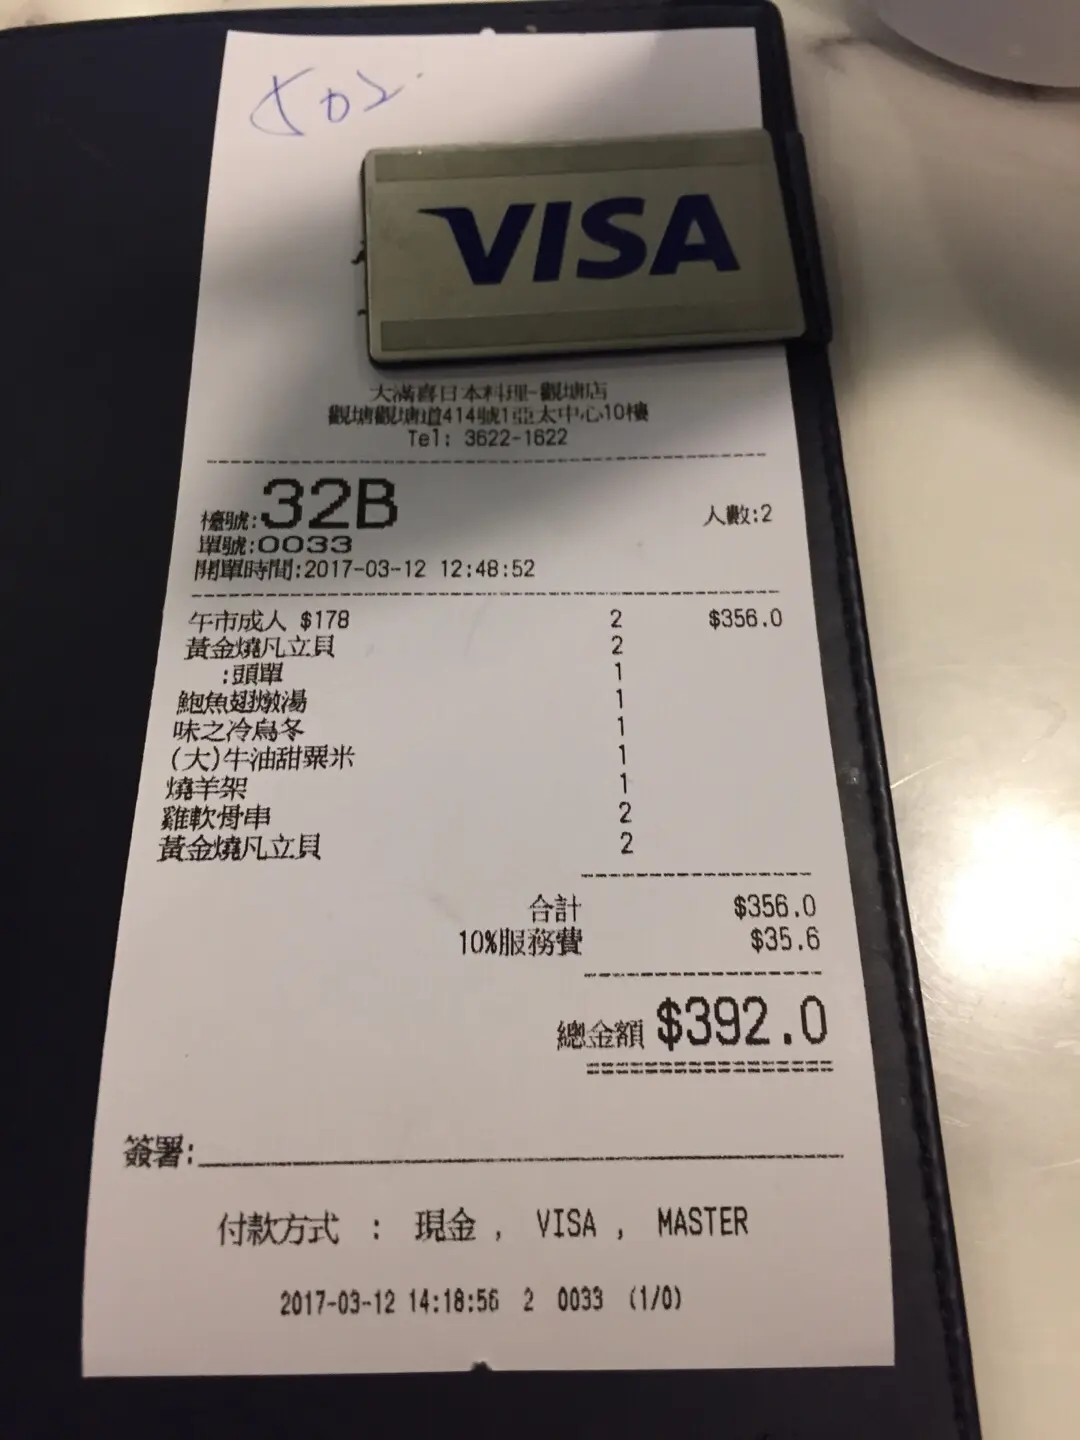 502.
VISA
大滿喜日本料理-觀塘店
觀塘觀塘道414號1亞太中心10樓
Tel: 3622-1622
檯號:32B 人數:2
單號:0033
開單時間:2017-03-12 12:48:52
午市成人 $178 2 $356.0
黃金燒凡立貝 2
:頭單 1
鮑魚翅燉湯 1
味之冷烏冬 1
(大)牛油甜粟米 1
燒羊架 1
雞軟骨串 2
黃金燒凡立貝 2
合計 $356.0
10%服務費 $35.6
總金額 $392.0
簽署:
付款方式 : 現金 , VISA , MASTER
2017-03-12 14:18:56 2 0033 (1/0)